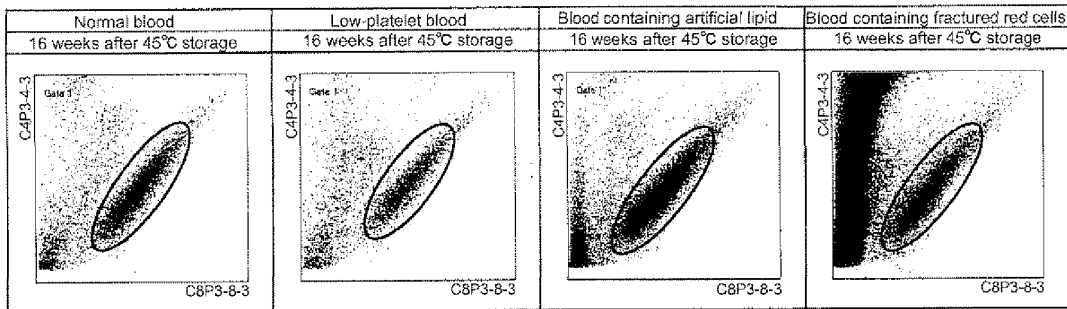 Normal blood
Low-platelet blood
Blood containing artificial lipid
Blood containing fractured red cells
16 weeks after 45℃ storage
16 weeks after 45℃ storage
16 weeks after 45℃ storage
16 weeks after 45℃ storage
C4P3-4-3
Gate 1
C8P3-8-3
C4P3-4-3
Gate 1
C8P3-8-3
C4P3-4-3
Gate 1
C8P3-8-3
C4P3-4-3
C8P3-8-3